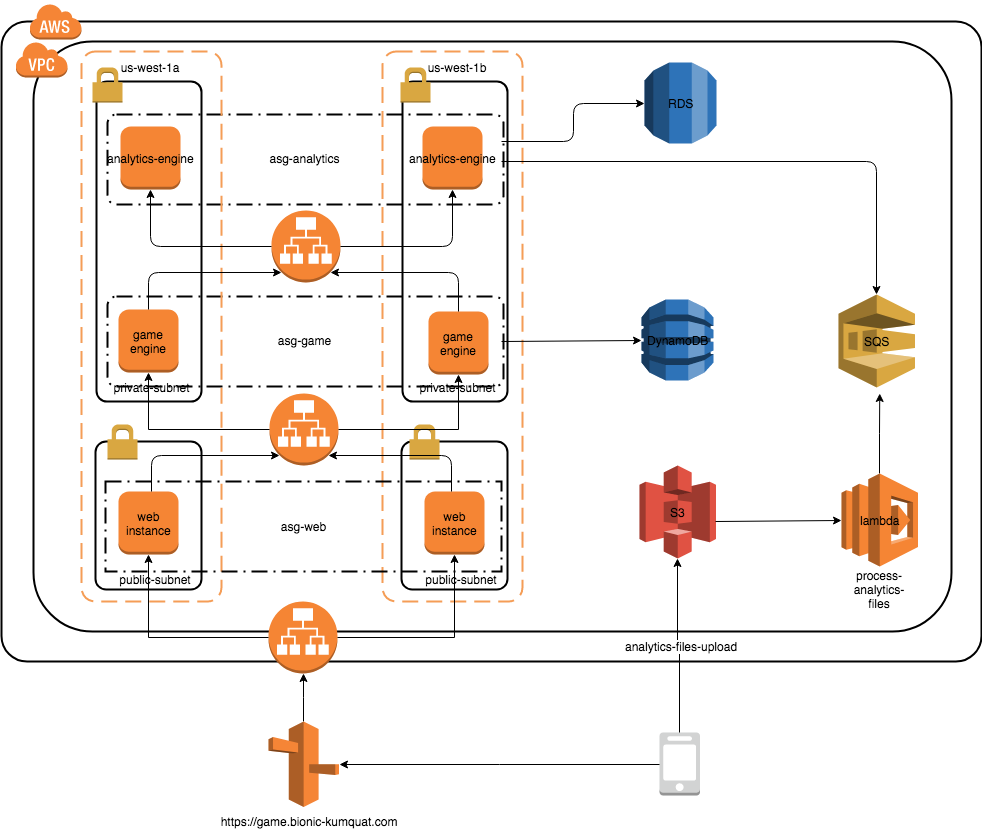 AWS
VPC
us-west-1a
us-west-1b
RDS
analytics-engine
asg-analytics
analytics-engine
game
engine
asg-game
game
engine
DynamoDB
SQS
private-subnet
private-subnet
web
instance
asg-web
web
instance
S3
lambda
public-subnet
public-subnet
process-
analytics-
files
analytics-files-upload
https://game.bionic-kumquat.com